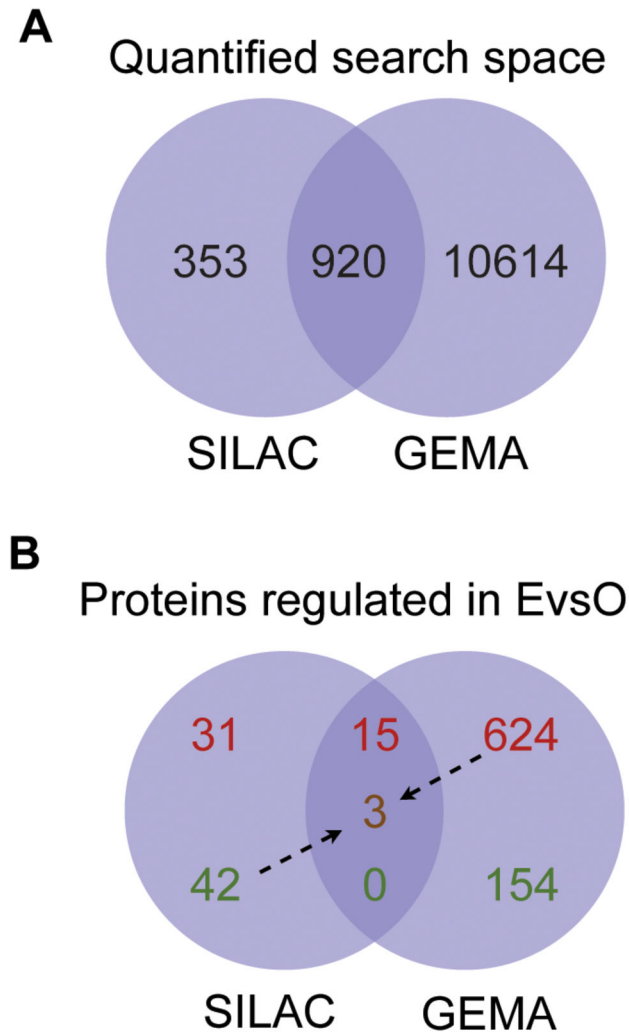 A
Quantified search space
353 920 10614
SILAC GEMA
B
Proteins regulated in EvsO
31 15 624
3
42 0 154
SILAC GEMA